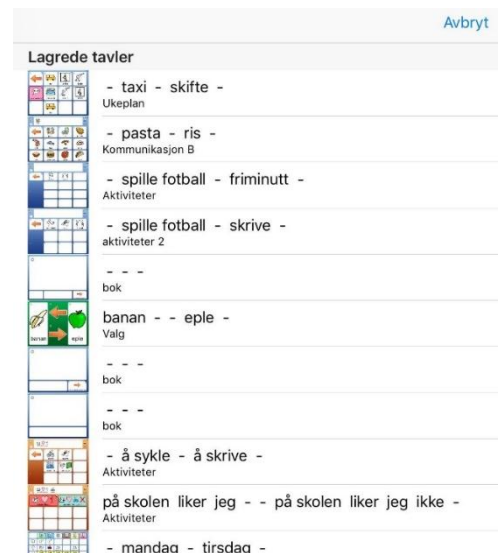 Avbryt
Lagrede tavler
- taxi - skifte -
Ukeplan
- pasta - ris -
Kommunikasjon B
- spille fotball - friminutt -
Aktiviteter
- spille fotball - skrive -
aktiviteter 2
- - -
bok
banan - - eple -
Valg
banan eple
- - -
bok
- - -
bok
- å sykle - å skrive -
Aktiviteter
på skolen liker jeg - - på skolen liker jeg ikke -
Aktiviteter
- mandag - tirsdag -